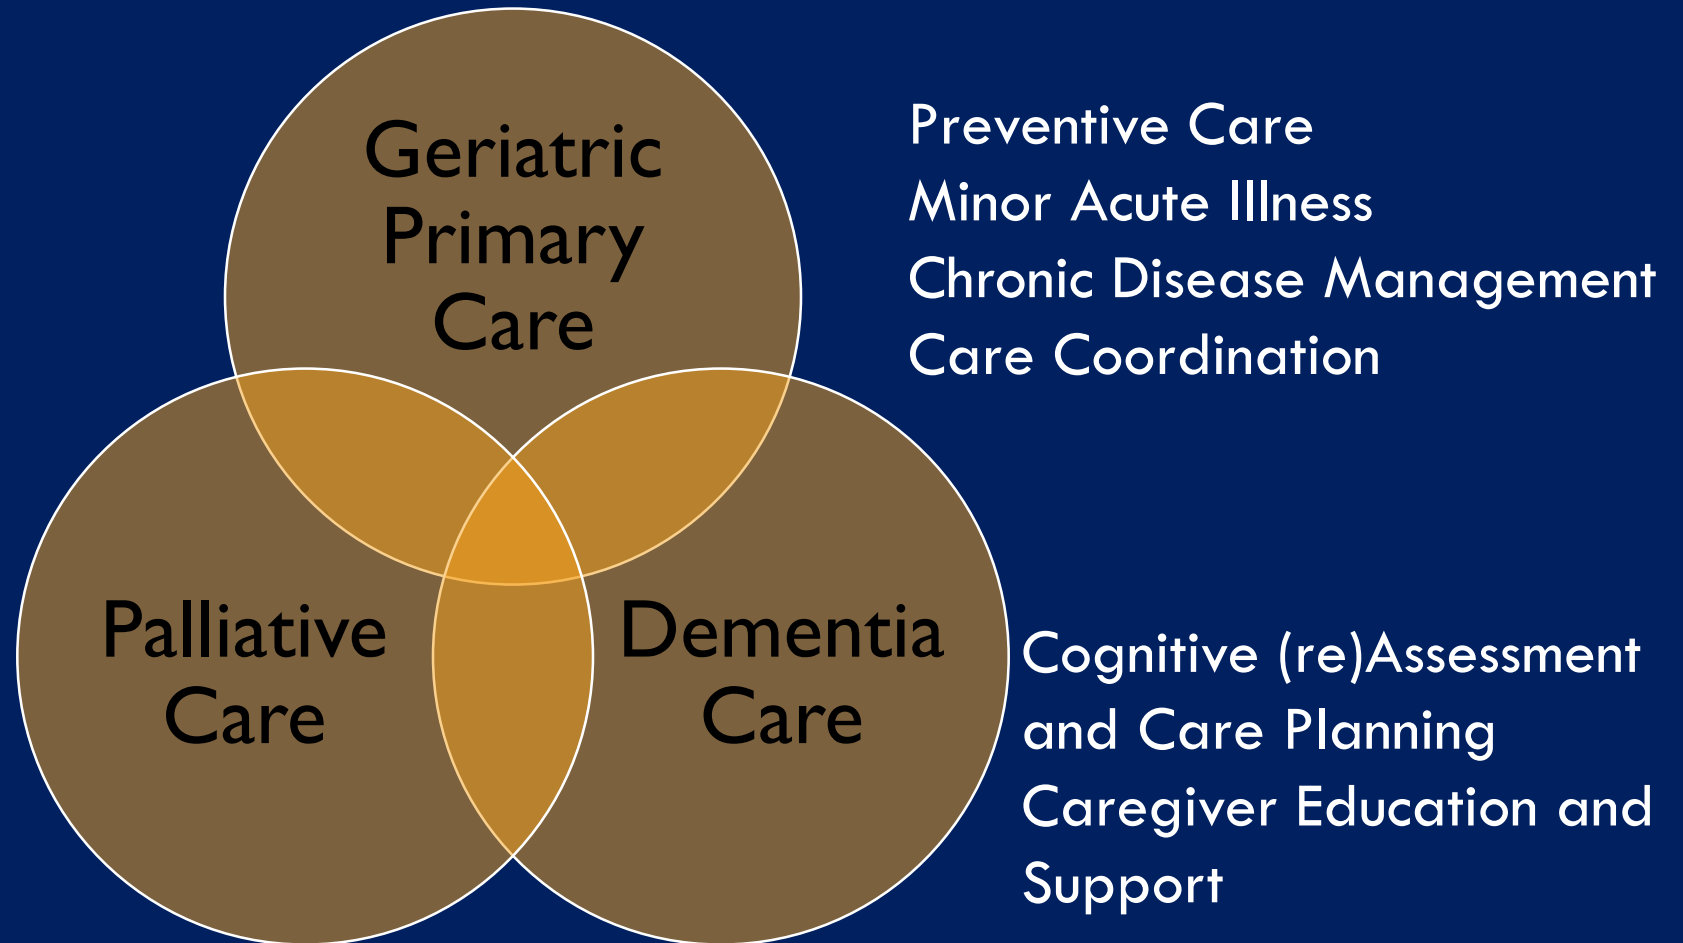 Geriatric
Primary
Care
Preventive Care
Minor Acute Illness
Chronic Disease Management
Care Coordination
Palliative
Care
Dementia
Care
Cognitive (re)Assessment
and Care Planning
Caregiver Education and
Support